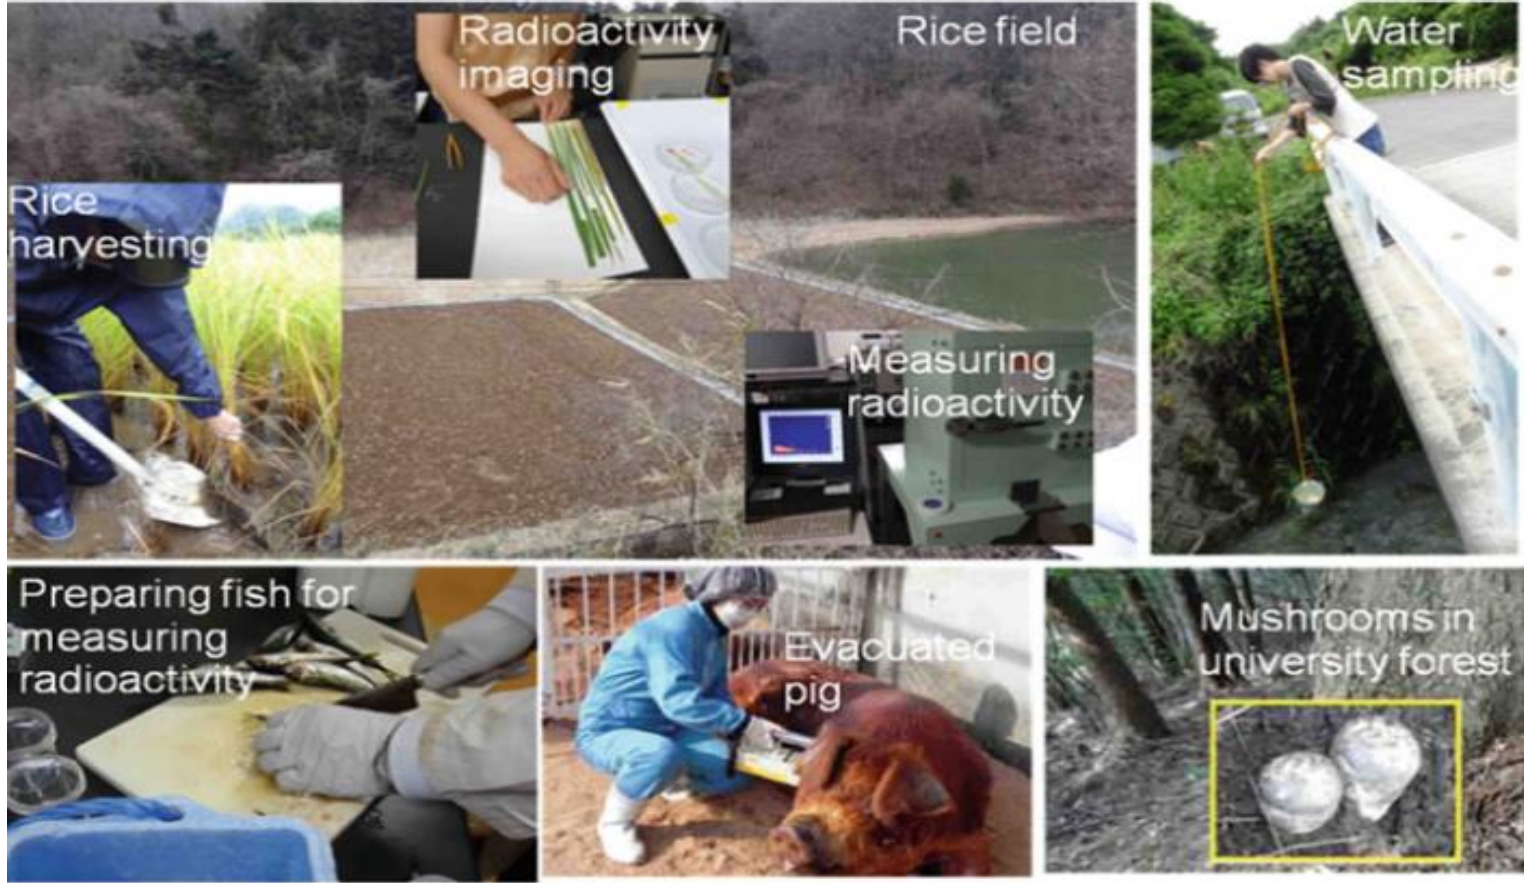 Radioactivity
imaging
Rice field
Water
sampling
Rice
harvesting
Measuring
radioactivity
Preparing fish for
measuring
radioactivity
Evacuated
pig
Mushrooms in
university forest